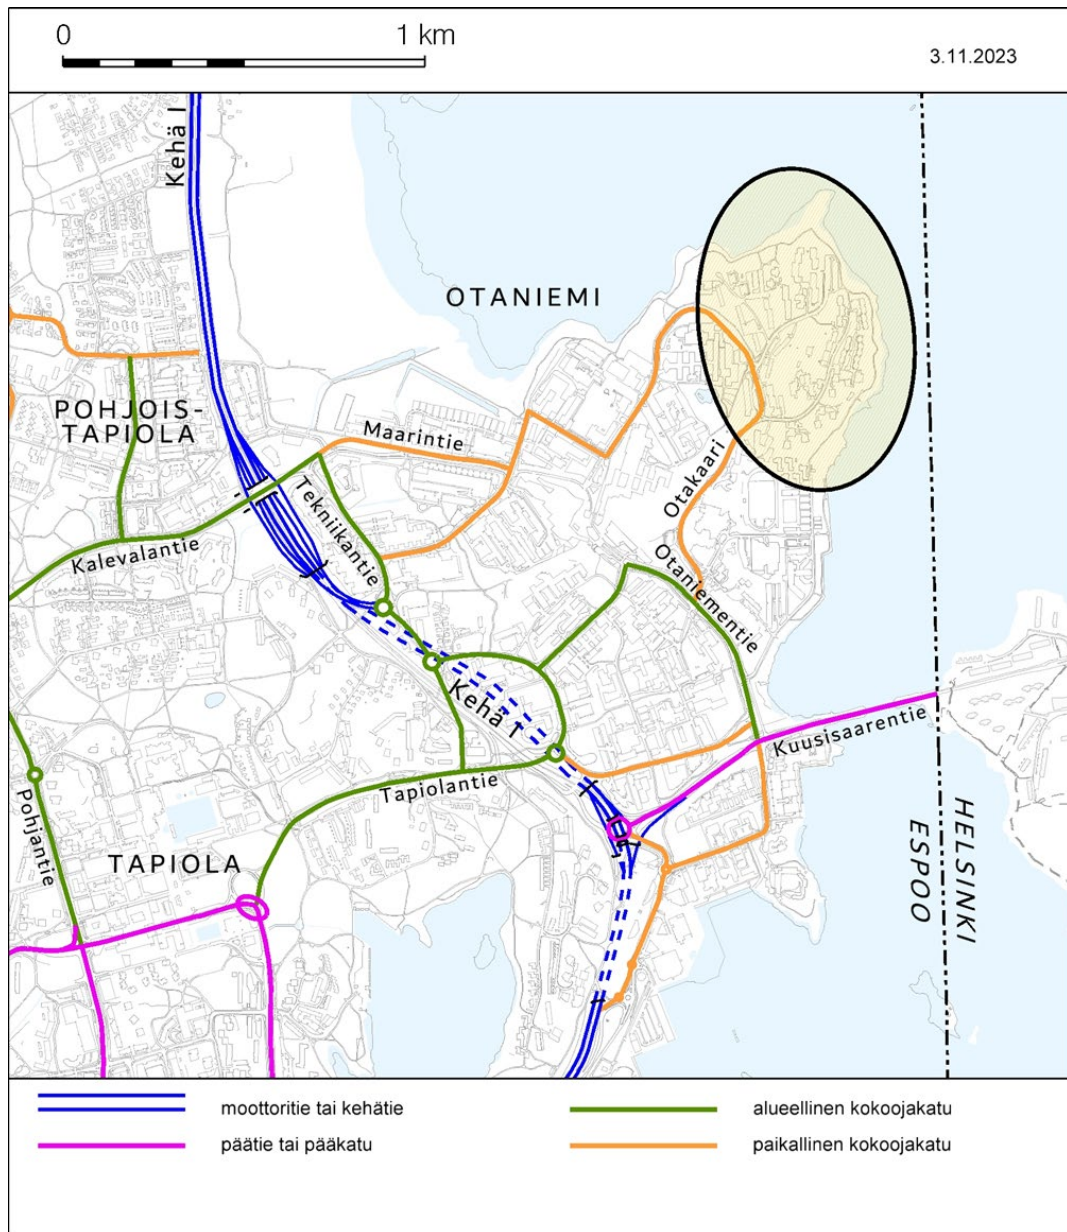 0 1 km
3.11.2023
Kehä I
OTANIEMI
POHJOIS-
TAPIOLA
Maarintie
Otakaari
Tekniikantie
Kalevalantie
Otaniementie
Kehä I
Kuusisaarentie
Tapiolantie
Pohjantie
TAPIOLA
HELSINKI
ESPOO
moottoritie tai kehätie
alueellinen kokoojakatu
päätie tai pääkatu
paikallinen kokoojakatu